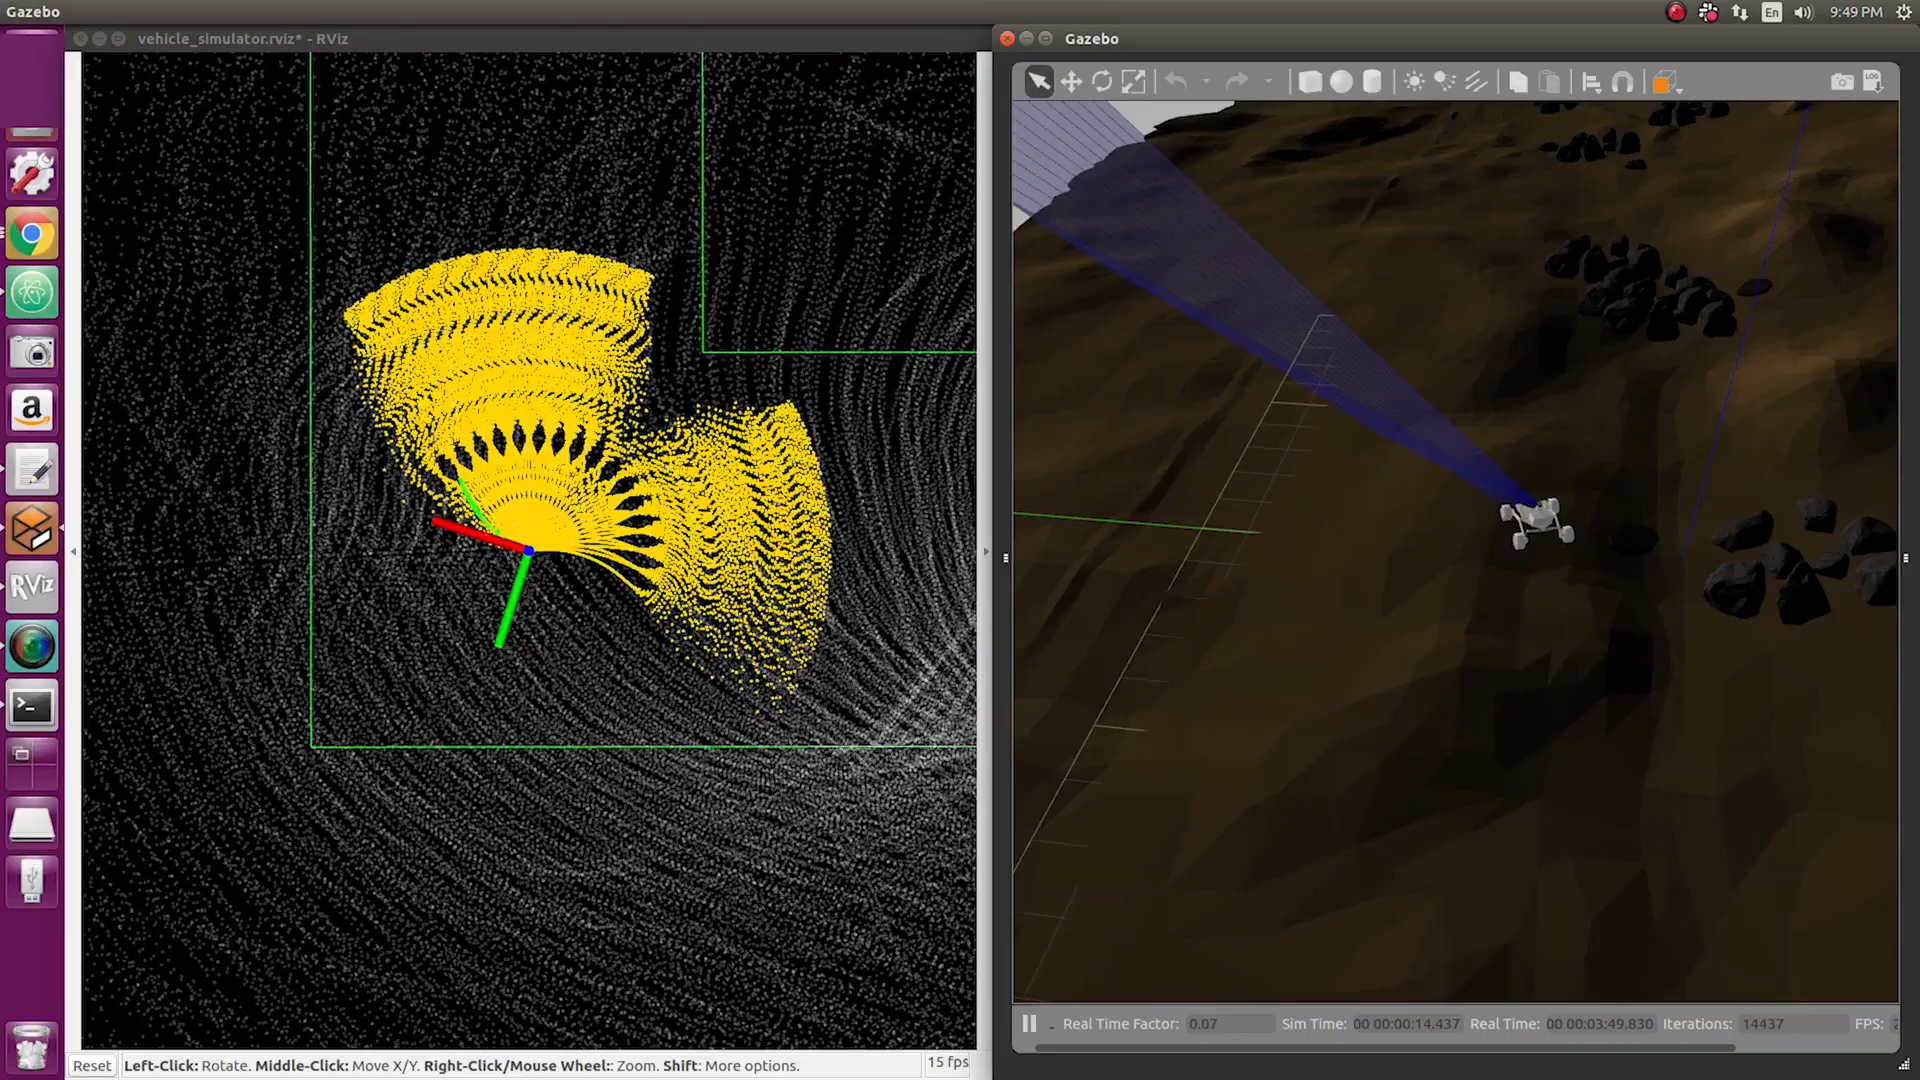 Gazebo
En
9:49 PM
vehicle_simulator.rviz* - RViz
Gazebo
LOG
a
RViz
>_
Real Time Factor: 0.07 Sim Time: 00 00:00:14.437 Real Time: 00 00:03:49.830 Iterations: 14437 FPS:
Reset Left-Click: Rotate. Middle-Click: Move X/Y. Right-Click/Mouse Wheel:: Zoom. Shift: More options. 15 fps